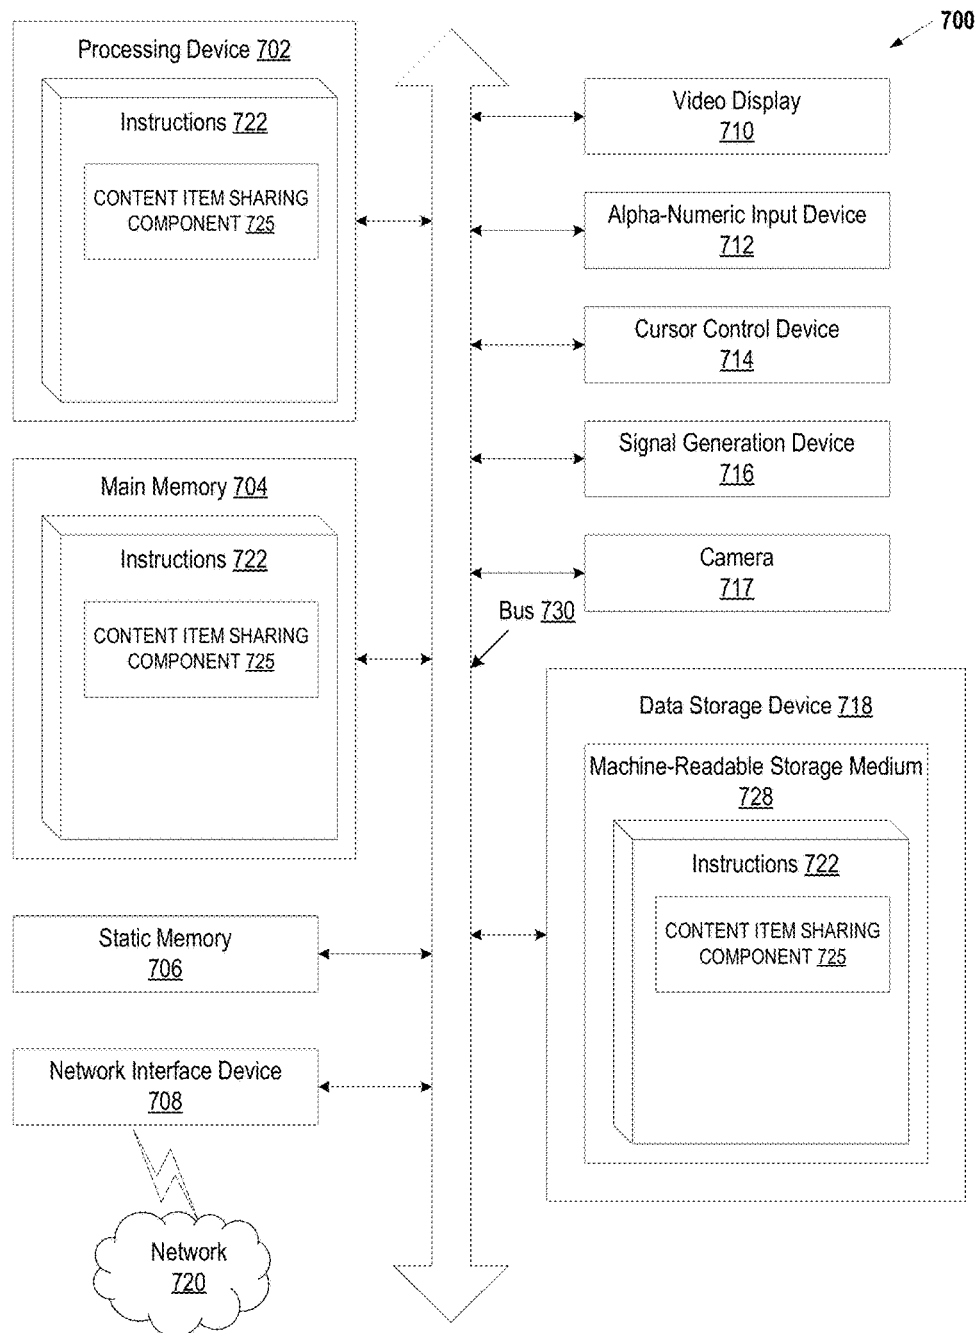 700
Processing Device 702
Instructions 722
CONTENT ITEM SHARING
COMPONENT 725
Main Memory 704
Instructions 722
CONTENT ITEM SHARING
COMPONENT 725
Static Memory
706
Network Interface Device
708
Network
720
Video Display
710
Alpha-Numeric Input Device
712
Cursor Control Device
714
Signal Generation Device
716
Camera
717
Bus 730
Data Storage Device 718
Machine-Readable Storage Medium
728
Instructions 722
CONTENT ITEM SHARING
COMPONENT 725